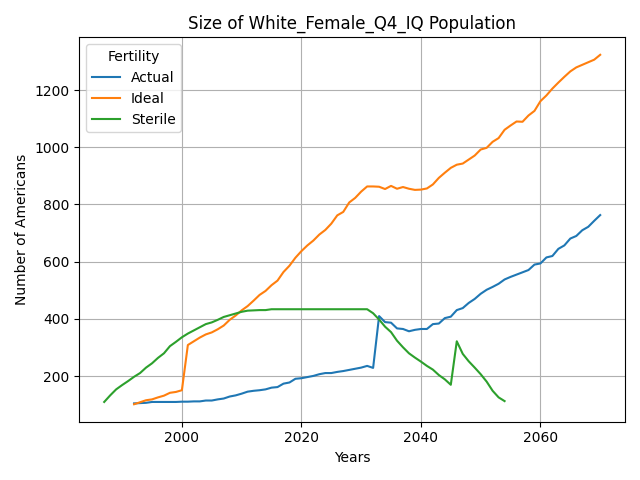 Size of White_Female_Q4_IQ Population
Fertility
Actual
Ideal
Sterile
Number of Americans
1200
1000
800
600
400
200
2000
2020
2040
2060
Years